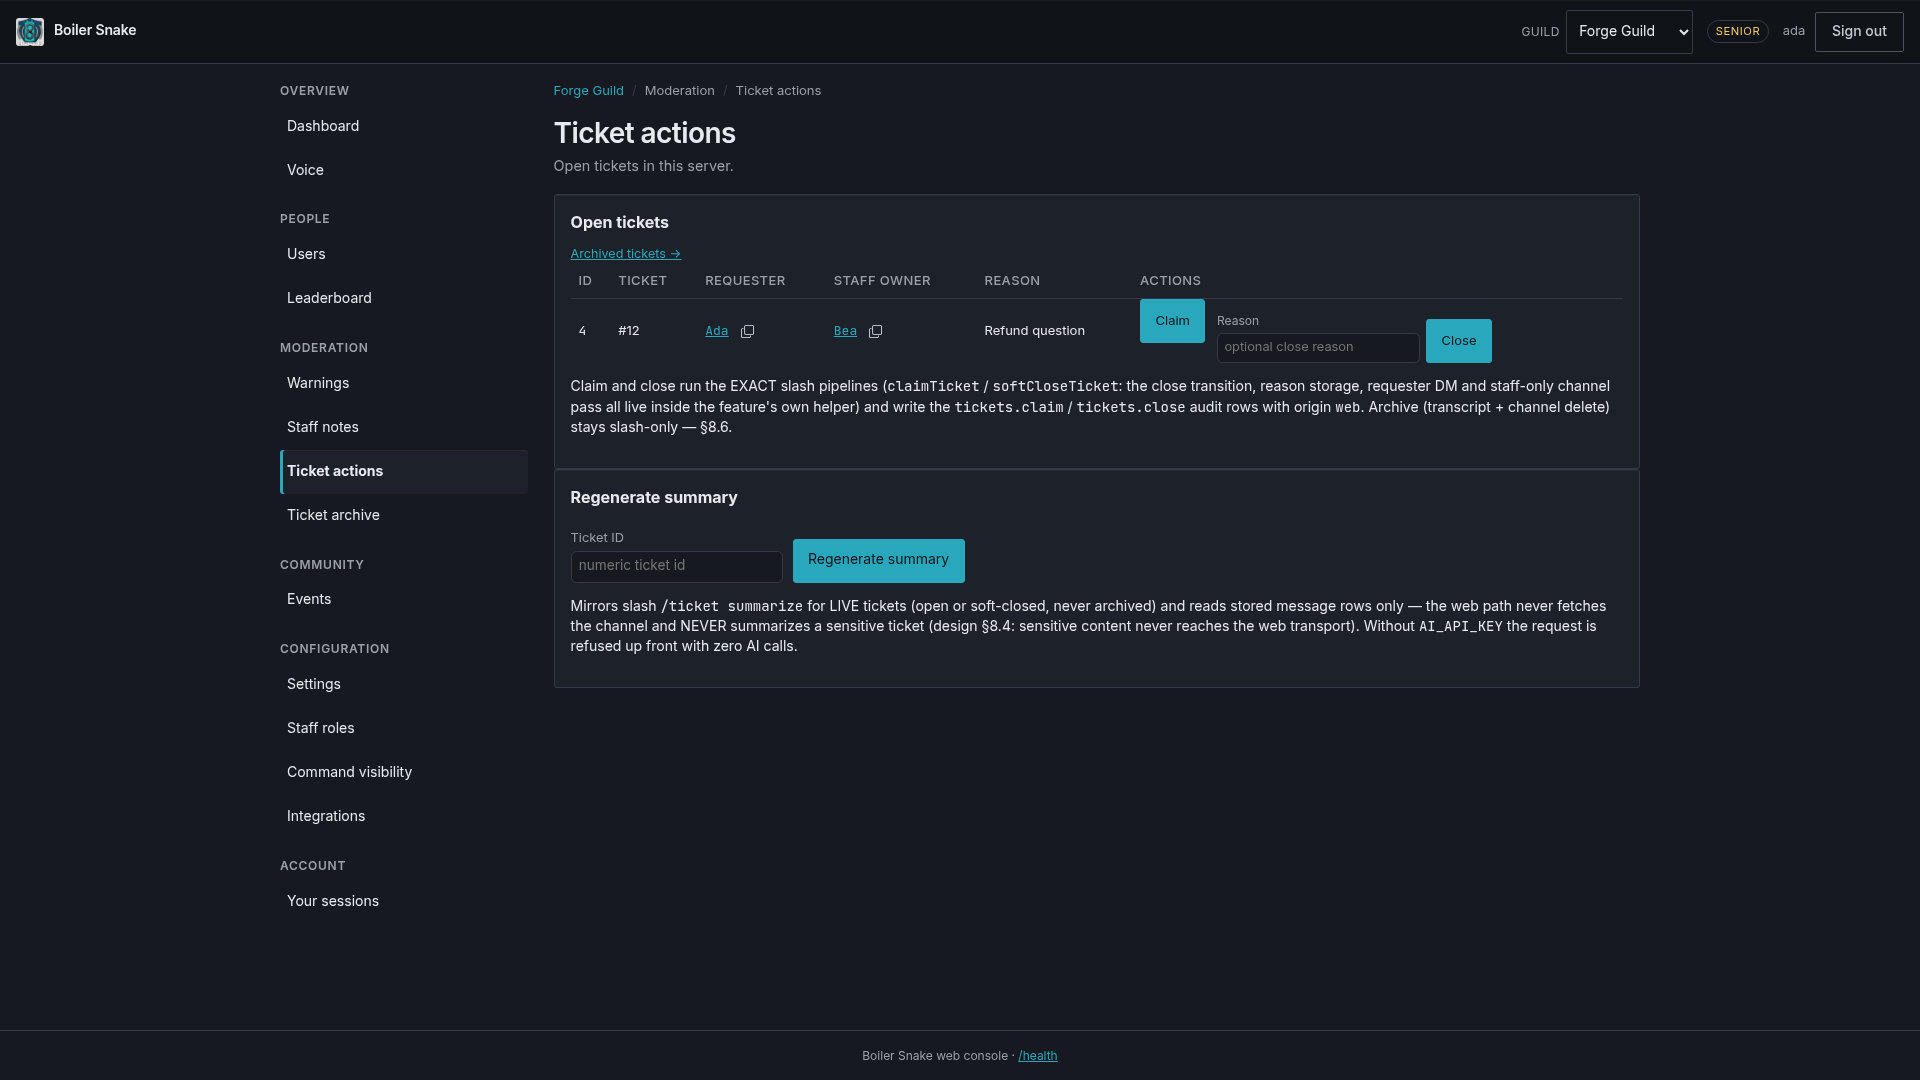 Boiler Snake
GUILD Forge Guild SENIOR ada Sign out
OVERVIEW
Dashboard
Voice
PEOPLE
Users
Leaderboard
MODERATION
Warnings
Staff notes
Ticket actions
Ticket archive
COMMUNITY
Events
CONFIGURATION
Settings
Staff roles
Command visibility
Integrations
ACCOUNT
Your sessions
Forge Guild / Moderation / Ticket actions
Ticket actions
Open tickets in this server.
Open tickets
Archived tickets →
ID TICKET REQUESTER STAFF OWNER REASON ACTIONS
4 #12 Ada Bea Refund question Claim Reason optional close reason Close
Claim and close run the EXACT slash pipelines (claimTicket / softCloseTicket: the close transition, reason storage, requester DM and staff-only channel
pass all live inside the feature's own helper) and write the tickets.claim / tickets.close audit rows with origin web. Archive (transcript + channel delete)
stays slash-only — §8.6.
Regenerate summary
Ticket ID
numeric ticket id Regenerate summary
Mirrors slash /ticket summarize for LIVE tickets (open or soft-closed, never archived) and reads stored message rows only — the web path never fetches
the channel and NEVER summarizes a sensitive ticket (design §8.4: sensitive content never reaches the web transport). Without AI_API_KEY the request is
refused up front with zero AI calls.
Boiler Snake web console · /health